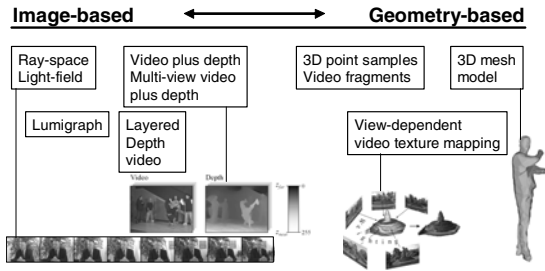 Image-based
Geometry-based
Ray-space
Light-field
Video plus depth
Multi-view video
plus depth
3D point samples
Video fragments
3D mesh
model
Lumigraph
Layered
Depth
video
View-dependent
video texture mapping
Video
Depth
255